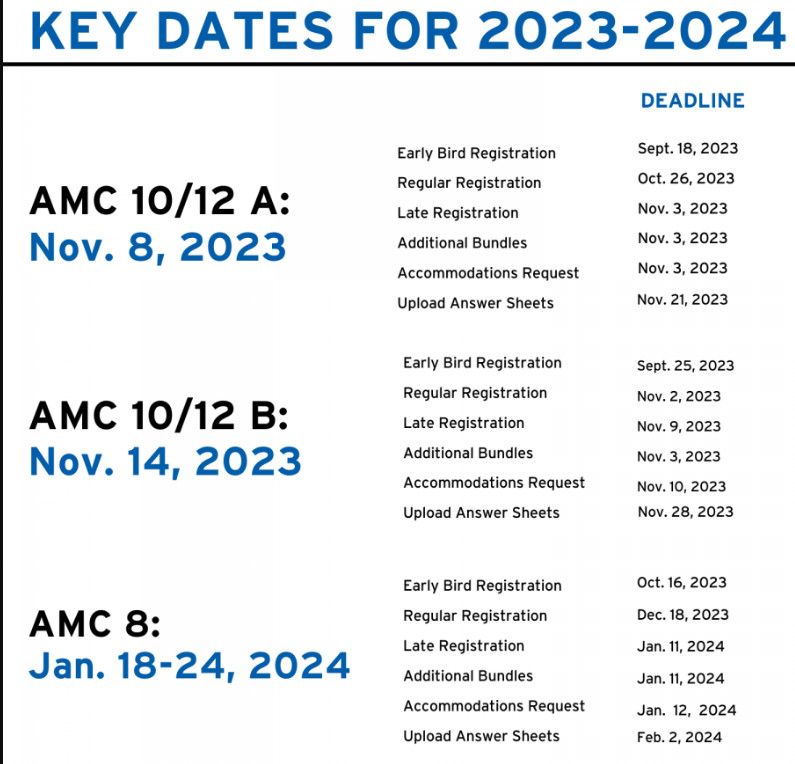 KEY DATES FOR 2023-2024
DEADLINE
AMC 10/12 A:
Nov. 8, 2023
Early Bird Registration Sept. 18, 2023
Regular Registration Oct. 26, 2023
Late Registration Nov. 3, 2023
Additional Bundles Nov. 3, 2023
Accommodations Request Nov. 3, 2023
Upload Answer Sheets Nov. 21, 2023
AMC 10/12 B:
Nov. 14, 2023
Early Bird Registration Sept. 25, 2023
Regular Registration Nov. 2, 2023
Late Registration Nov. 9, 2023
Additional Bundles Nov. 3, 2023
Accommodations Request Nov. 10, 2023
Upload Answer Sheets Nov. 28, 2023
AMC 8:
Jan. 18-24, 2024
Early Bird Registration Oct. 16, 2023
Regular Registration Dec. 18, 2023
Late Registration Jan. 11, 2024
Additional Bundles Jan. 11, 2024
Accommodations Request Jan. 12, 2024
Upload Answer Sheets Feb. 2, 2024